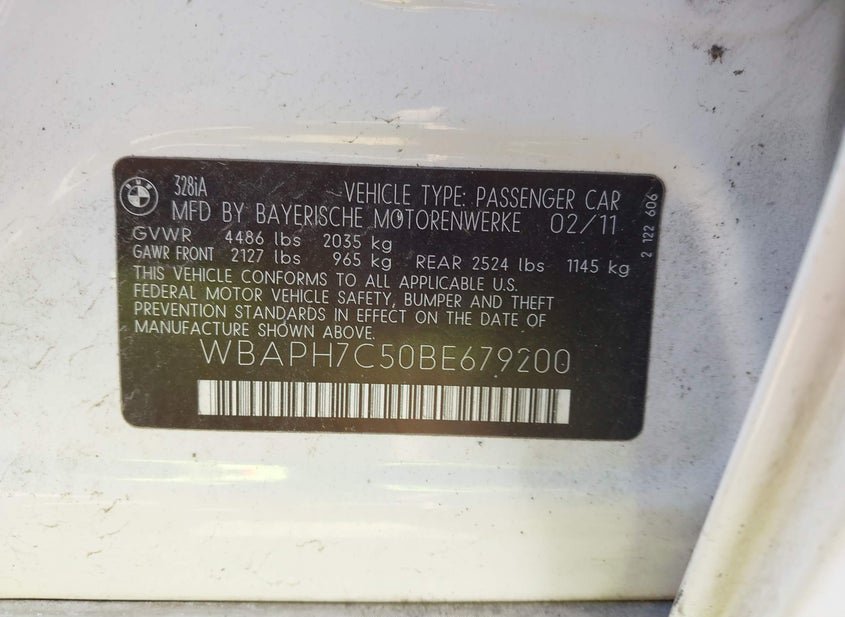 BMW
328iA
VEHICLE TYPE: PASSENGER CAR
MFD BY BAYERISCHE MOTORENWERKE 02/11
GVWR 4486 lbs 2035 kg
GAWR FRONT 2127 lbs 965 kg REAR 2524 lbs 1145 kg
THIS VEHICLE CONFORMS TO ALL APPLICABLE U.S.
FEDERAL MOTOR VEHICLE SAFETY, BUMPER AND THEFT
PREVENTION STANDARDS IN EFFECT ON THE DATE OF
MANUFACTURE SHOWN ABOVE.
WBAPH7C50BE679200
2 122 606